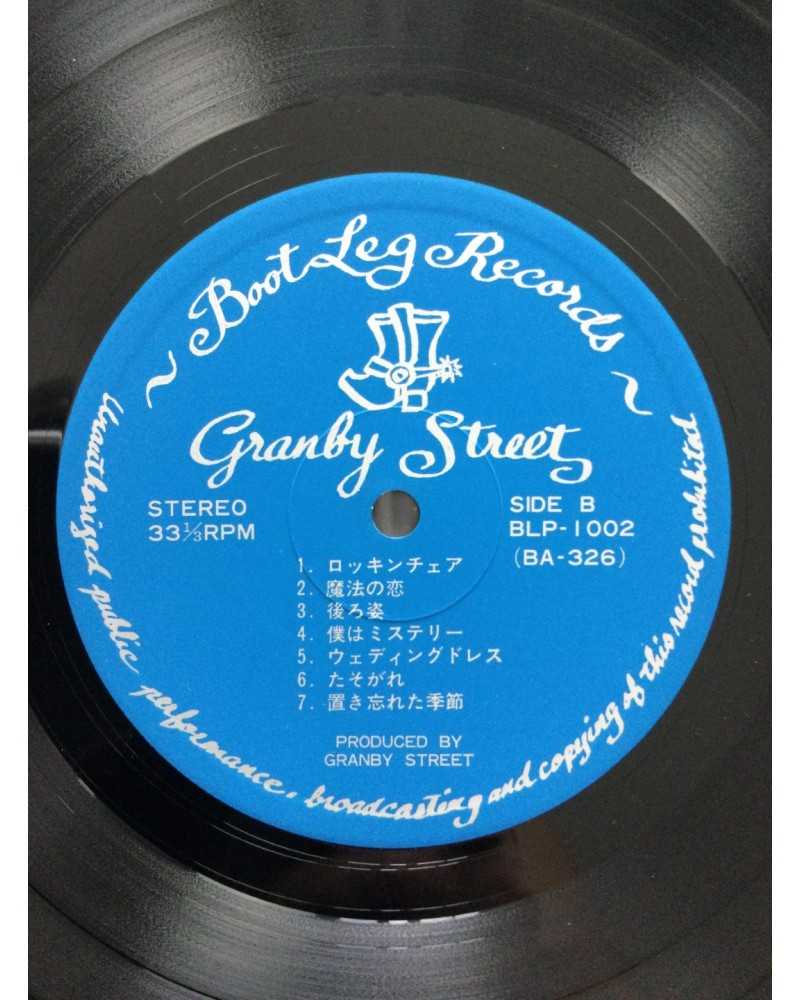 ~ Boot Leg Records ~
Granby Street
STEREO
33⅓RPM
SIDE B
BLP-1002
(BA-326)
1. ロッキンチェア
2. 魔法の恋
3. 後ろ姿
4. 僕はミステリー
5. ウェディングドレス
6. たそがれ
7. 置き忘れた季節
PRODUCED BY
GRANBY STREET
Unauthorized public performance, broadcasting and copying of this record prohibited